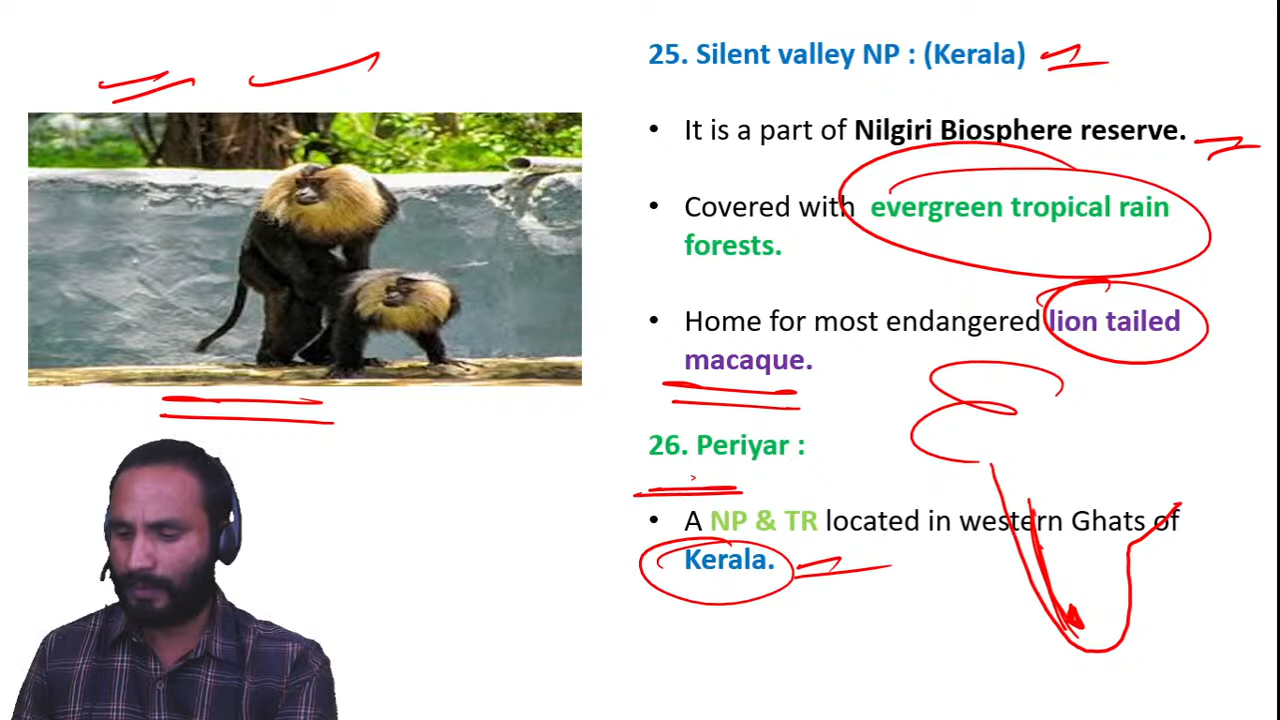 25. Silent valley NP : (Kerala)
• It is a part of Nilgiri Biosphere reserve.
• Covered with evergreen tropical rain
forests.
• Home for most endangered lion tailed
macaque.
26. Periyar :
• A NP & TR located in western Ghats of
Kerala.